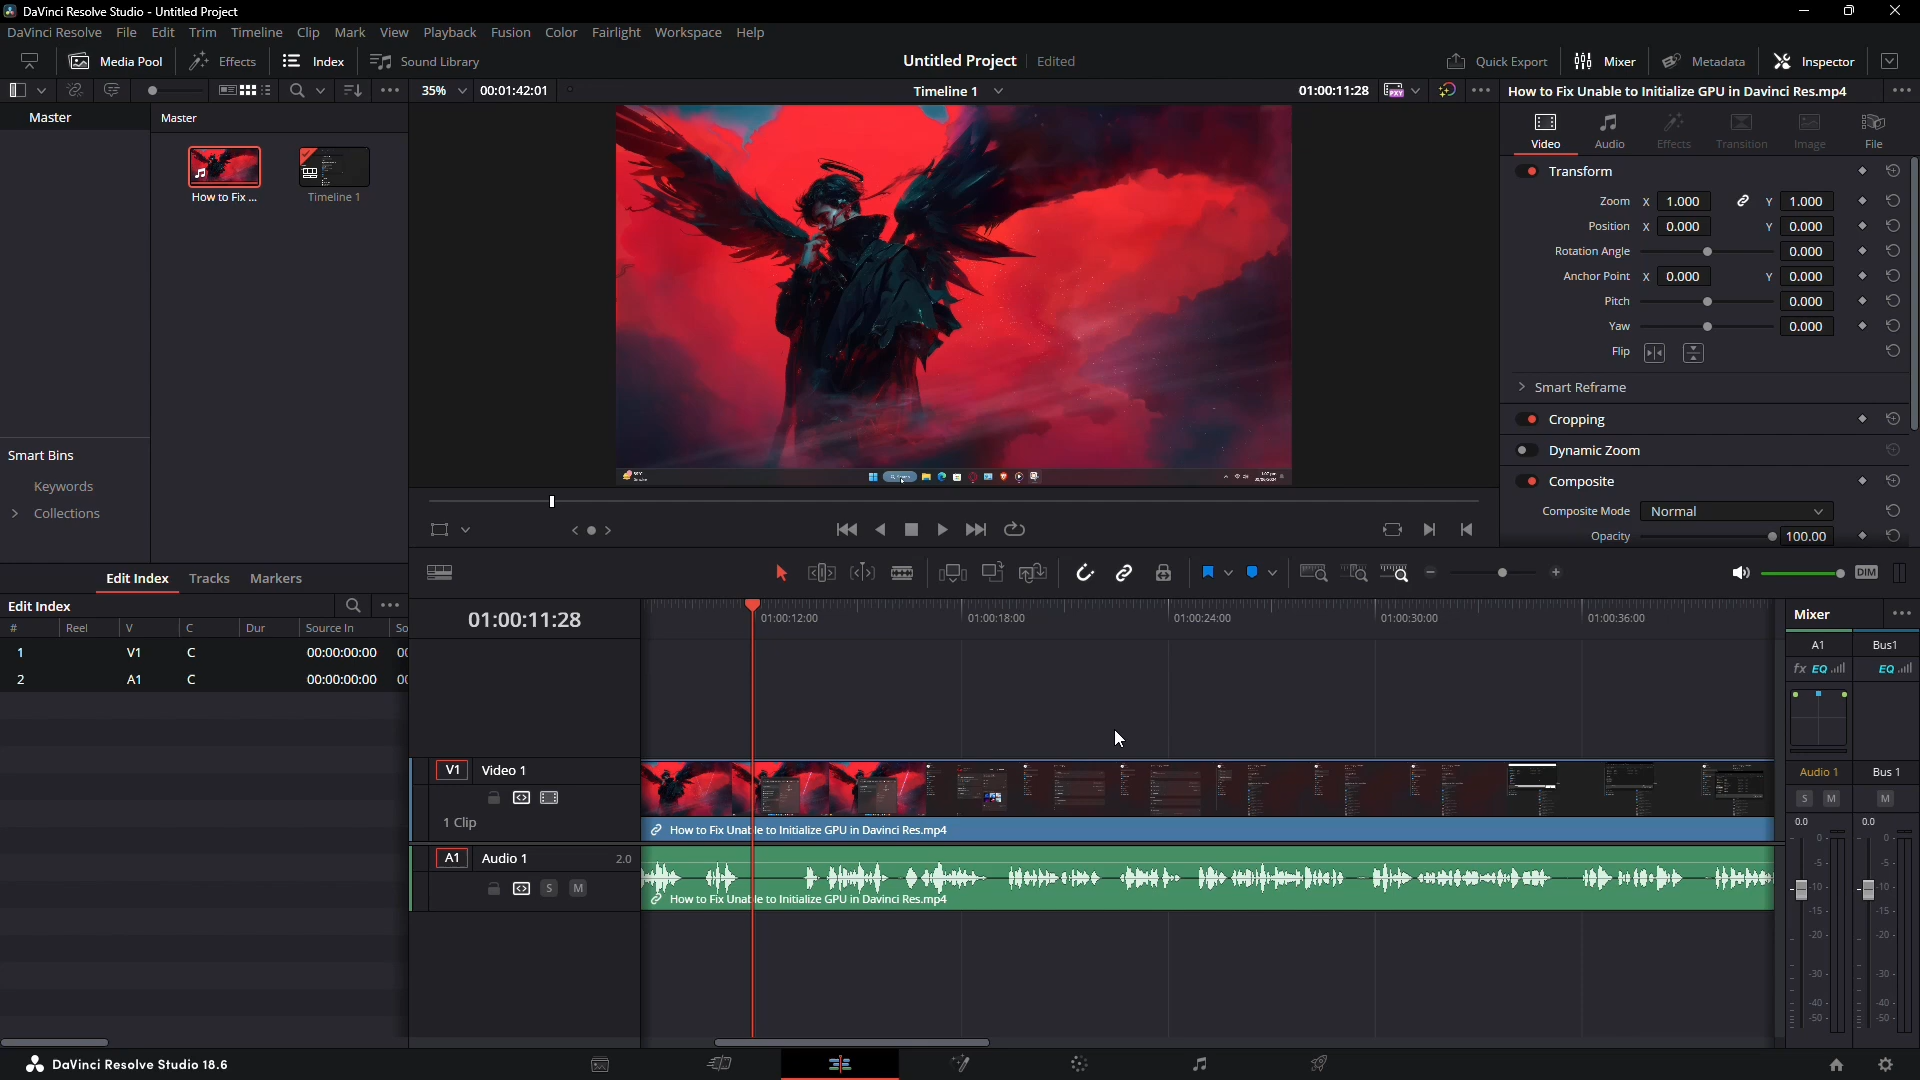 DaVinci Resolve Studio - Untitled Project
DaVinci Resolve File Edit Trim Timeline Clip Mark View Playback Fusion Color Fairlight Workspace Help
Media Pool Effects Index Sound Library Untitled Project Edited Quick Export Mixer Metadata Inspector
35% 00:01:42:01 Timeline 1 01:00:11:28 PXY How to Fix Unable to Initialize GPU in Davinci Res.mp4
Master Master
How to Fix ... Timeline 1
Video Audio Effects Transition Image File
Transform
Zoom X 1.000 Y 1.000
Position X 0.000 Y 0.000
Rotation Angle 0.000
Anchor Point X 0.000 Y 0.000
Pitch 0.000
Yaw 0.000
Flip
Smart Reframe
Cropping
Dynamic Zoom
Composite
Composite Mode Normal
Opacity 100.00
Smart Bins
Keywords
Collections
Edit Index Tracks Markers
Edit Index
# Reel V C Dur Source In So
1 V1 C 00:00:00:00 00
2 A1 C 00:00:00:00 00
DIM
01:00:11:28
01:00:12:00 01:00:18:00 01:00:24:00 01:00:30:00 01:00:36:00
V1 Video 1
1 Clip
How to Fix Unable to Initialize GPU in Davinci Res.mp4
A1 Audio 1 2.0
S M
How to Fix Unable to Initialize GPU in Davinci Res.mp4
Mixer
A1 Bus1
fx EQ EQ
Audio 1 Bus 1
S M M
0.0 0.0
0 0
-5 -5
-10 -10
-15 -15
-20 -20
-30 -30
-40 -40
-50 -50
DaVinci Resolve Studio 18.6